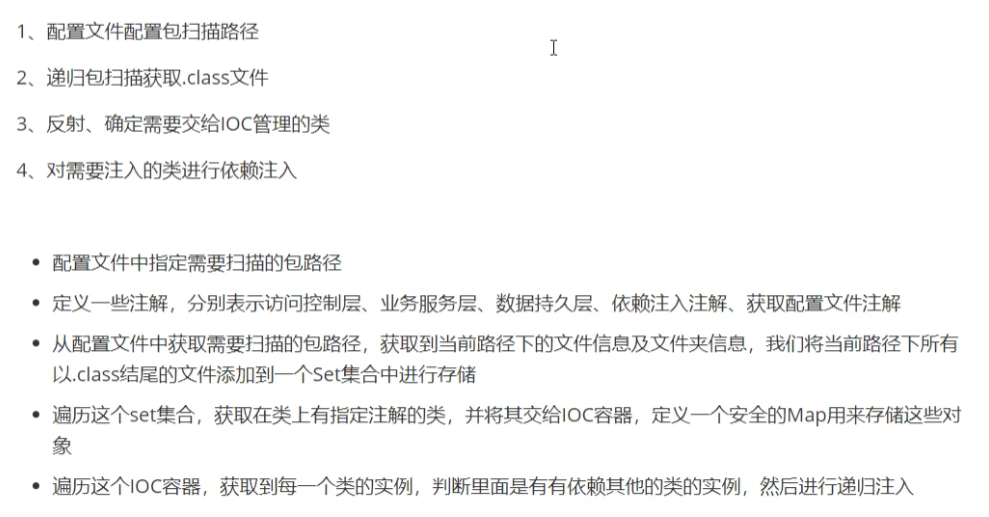 1、配置文件配置包扫描路径
2、递归包扫描获取.class文件
3、反射、确定需要交给IOC管理的类
4、对需要注入的类进行依赖注入
• 配置文件中指定需要扫描的包路径
• 定义一些注解，分别表示访问控制层、业务服务层、数据持久层、依赖注入注解、获取配置文件注解
• 从配置文件中获取需要扫描的包路径，获取到当前路径下的文件信息及文件夹信息，我们将当前路径下所有
以.class结尾的文件添加到一个Set集合中进行存储
• 遍历这个set集合，获取在类上有指定注解的类，并将其交给IOC容器，定义一个安全的Map用来存储这些对
象
• 遍历这个IOC容器，获取到每一个类的实例，判断里面是有有依赖其他的类的实例，然后进行递归注入